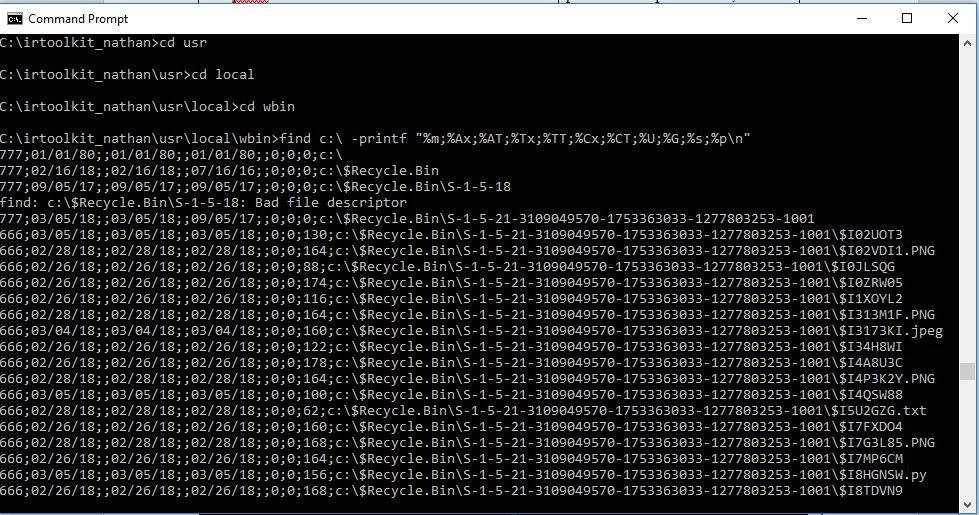 Command Prompt
C:\irtoolkit_nathan>cd usr
C:\irtoolkit_nathan\usr>cd local
C:\irtoolkit_nathan\usr\local>cd wbin
C:\irtoolkit_nathan\usr\local\wbin>find c:\ -printf "%m;%Ax;%AT;%Tx;%TT;%Cx;%CT;%U;%G;%s;%p\n"
777;01/01/80;;01/01/80;;01/01/80;;0;0;0;c:\
777;02/16/18;;02/16/18;;07/16/16;;0;0;0;c:\$Recycle.Bin
777;09/05/17;;09/05/17;;09/05/17;;0;0;0;c:\$Recycle.Bin\S-1-5-18
find: c:\$Recycle.Bin\S-1-5-18: Bad file descriptor
777;03/05/18;;03/05/18;;09/05/17;;0;0;0;c:\$Recycle.Bin\S-1-5-21-3109049570-1753363033-1277803253-1001
666;03/05/18;;03/05/18;;03/05/18;;0;0;130;c:\$Recycle.Bin\S-1-5-21-3109049570-1753363033-1277803253-1001\$I02UOT3
666;02/28/18;;02/28/18;;02/28/18;;0;0;164;c:\$Recycle.Bin\S-1-5-21-3109049570-1753363033-1277803253-1001\$I02VDI1.PNG
666;02/26/18;;02/26/18;;02/26/18;;0;0;88;c:\$Recycle.Bin\S-1-5-21-3109049570-1753363033-1277803253-1001\$I0JLSQG
666;02/26/18;;02/26/18;;02/26/18;;0;0;174;c:\$Recycle.Bin\S-1-5-21-3109049570-1753363033-1277803253-1001\$I0ZRW05
666;02/26/18;;02/26/18;;02/26/18;;0;0;116;c:\$Recycle.Bin\S-1-5-21-3109049570-1753363033-1277803253-1001\$I1XOYL2
666;02/28/18;;02/28/18;;02/28/18;;0;0;164;c:\$Recycle.Bin\S-1-5-21-3109049570-1753363033-1277803253-1001\$I313M1F.PNG
666;03/04/18;;03/04/18;;03/04/18;;0;0;160;c:\$Recycle.Bin\S-1-5-21-3109049570-1753363033-1277803253-1001\$I3173KI.jpeg
666;02/26/18;;02/26/18;;02/26/18;;0;0;122;c:\$Recycle.Bin\S-1-5-21-3109049570-1753363033-1277803253-1001\$I34H8WI
666;02/26/18;;02/26/18;;02/26/18;;0;0;178;c:\$Recycle.Bin\S-1-5-21-3109049570-1753363033-1277803253-1001\$I4A8U3C
666;02/28/18;;02/28/18;;02/28/18;;0;0;164;c:\$Recycle.Bin\S-1-5-21-3109049570-1753363033-1277803253-1001\$I4P3K2Y.PNG
666;03/05/18;;03/05/18;;03/05/18;;0;0;100;c:\$Recycle.Bin\S-1-5-21-3109049570-1753363033-1277803253-1001\$I4QSW88
666;02/28/18;;02/28/18;;02/28/18;;0;0;62;c:\$Recycle.Bin\S-1-5-21-3109049570-1753363033-1277803253-1001\$I5U2GZG.txt
666;02/26/18;;02/26/18;;02/26/18;;0;0;160;c:\$Recycle.Bin\S-1-5-21-3109049570-1753363033-1277803253-1001\$I7FXDO4
666;02/28/18;;02/28/18;;02/28/18;;0;0;168;c:\$Recycle.Bin\S-1-5-21-3109049570-1753363033-1277803253-1001\$I7G3L85.PNG
666;02/26/18;;02/26/18;;02/26/18;;0;0;164;c:\$Recycle.Bin\S-1-5-21-3109049570-1753363033-1277803253-1001\$I7MP6CM
666;03/05/18;;03/05/18;;03/05/18;;0;0;156;c:\$Recycle.Bin\S-1-5-21-3109049570-1753363033-1277803253-1001\$I8HGNSW.py
666;02/26/18;;02/26/18;;02/26/18;;0;0;168;c:\$Recycle.Bin\S-1-5-21-3109049570-1753363033-1277803253-1001\$I8TDVN9